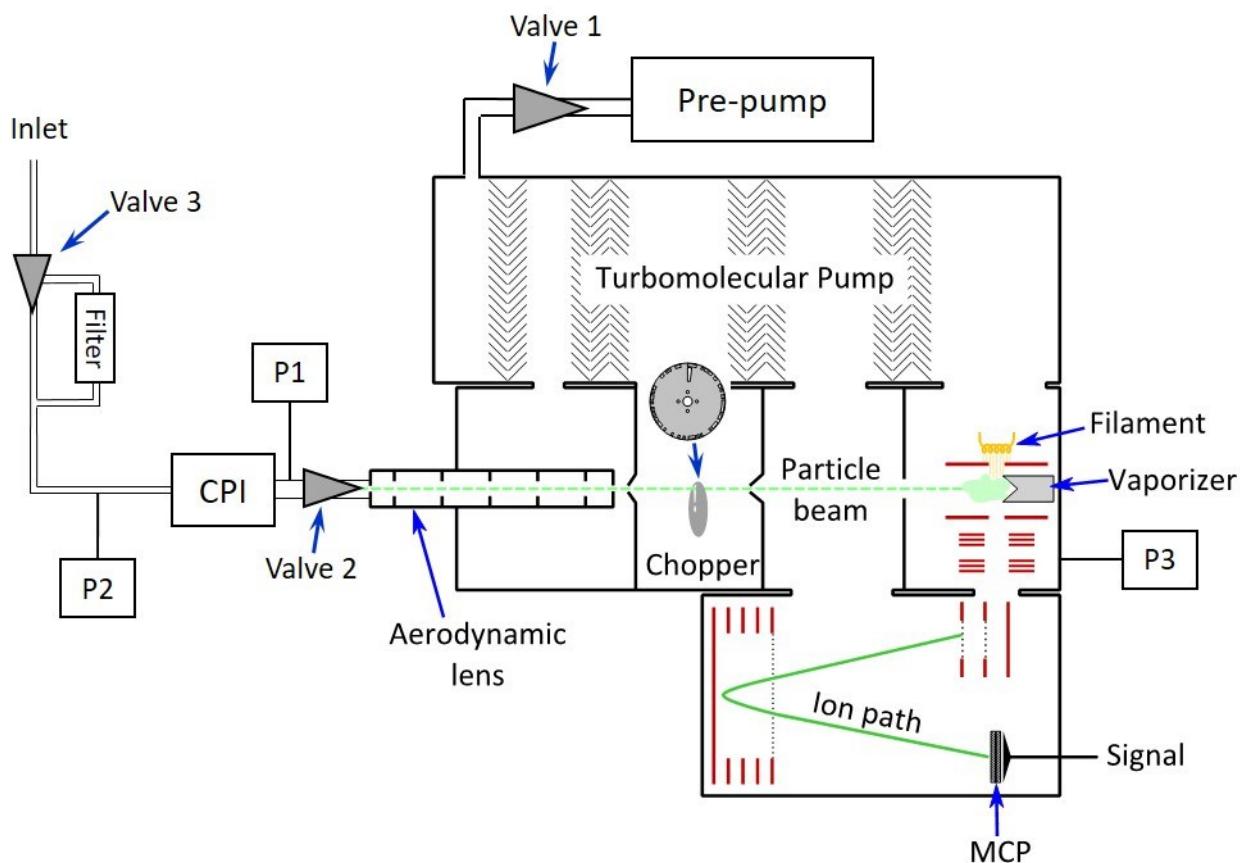 Valve 1
Pre-pump
Inlet
Valve 3
Turbomolecular Pump
Filter
P1
Filament
Particle
beam
Vaporizer
CPI
Valve 2
Chopper
P3
P2
Aerodynamic
lens
Ion path
Signal
MCP